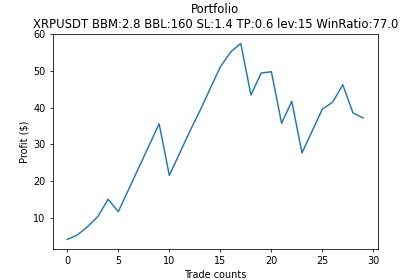 Portfolio
XRPUSDT BBM:2.8 BBL:160 SL:1.4 TP:0.6 lev:15 WinRatio:77.0
60
50
40
30
20
10
Profit ($)
0 5 10 15 20 25 30
Trade counts